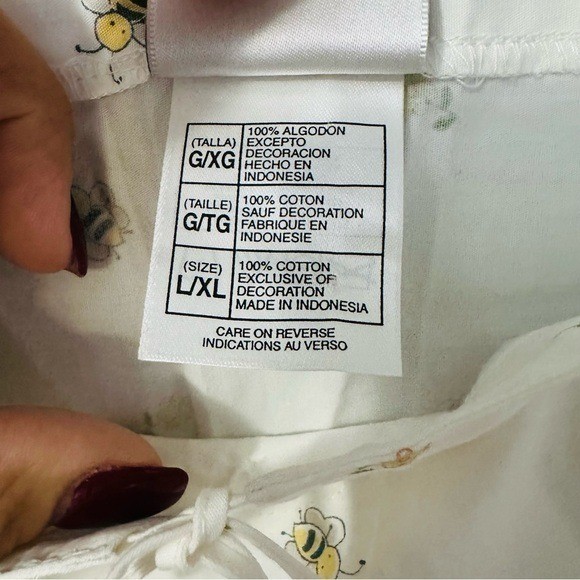 (TALLA)
G/XG
100% ALGODON
EXCEPTO
DECORACION
HECHO EN
INDONESIA
(TAILLE)
G/TG
100% COTON
SAUF DECORATION
FABRIQUE EN
INDONESIE
(SIZE)
L/XL
100% COTTON
EXCLUSIVE OF
DECORATION
MADE IN INDONESIA
CARE ON REVERSE
INDICATIONS AU VERSO